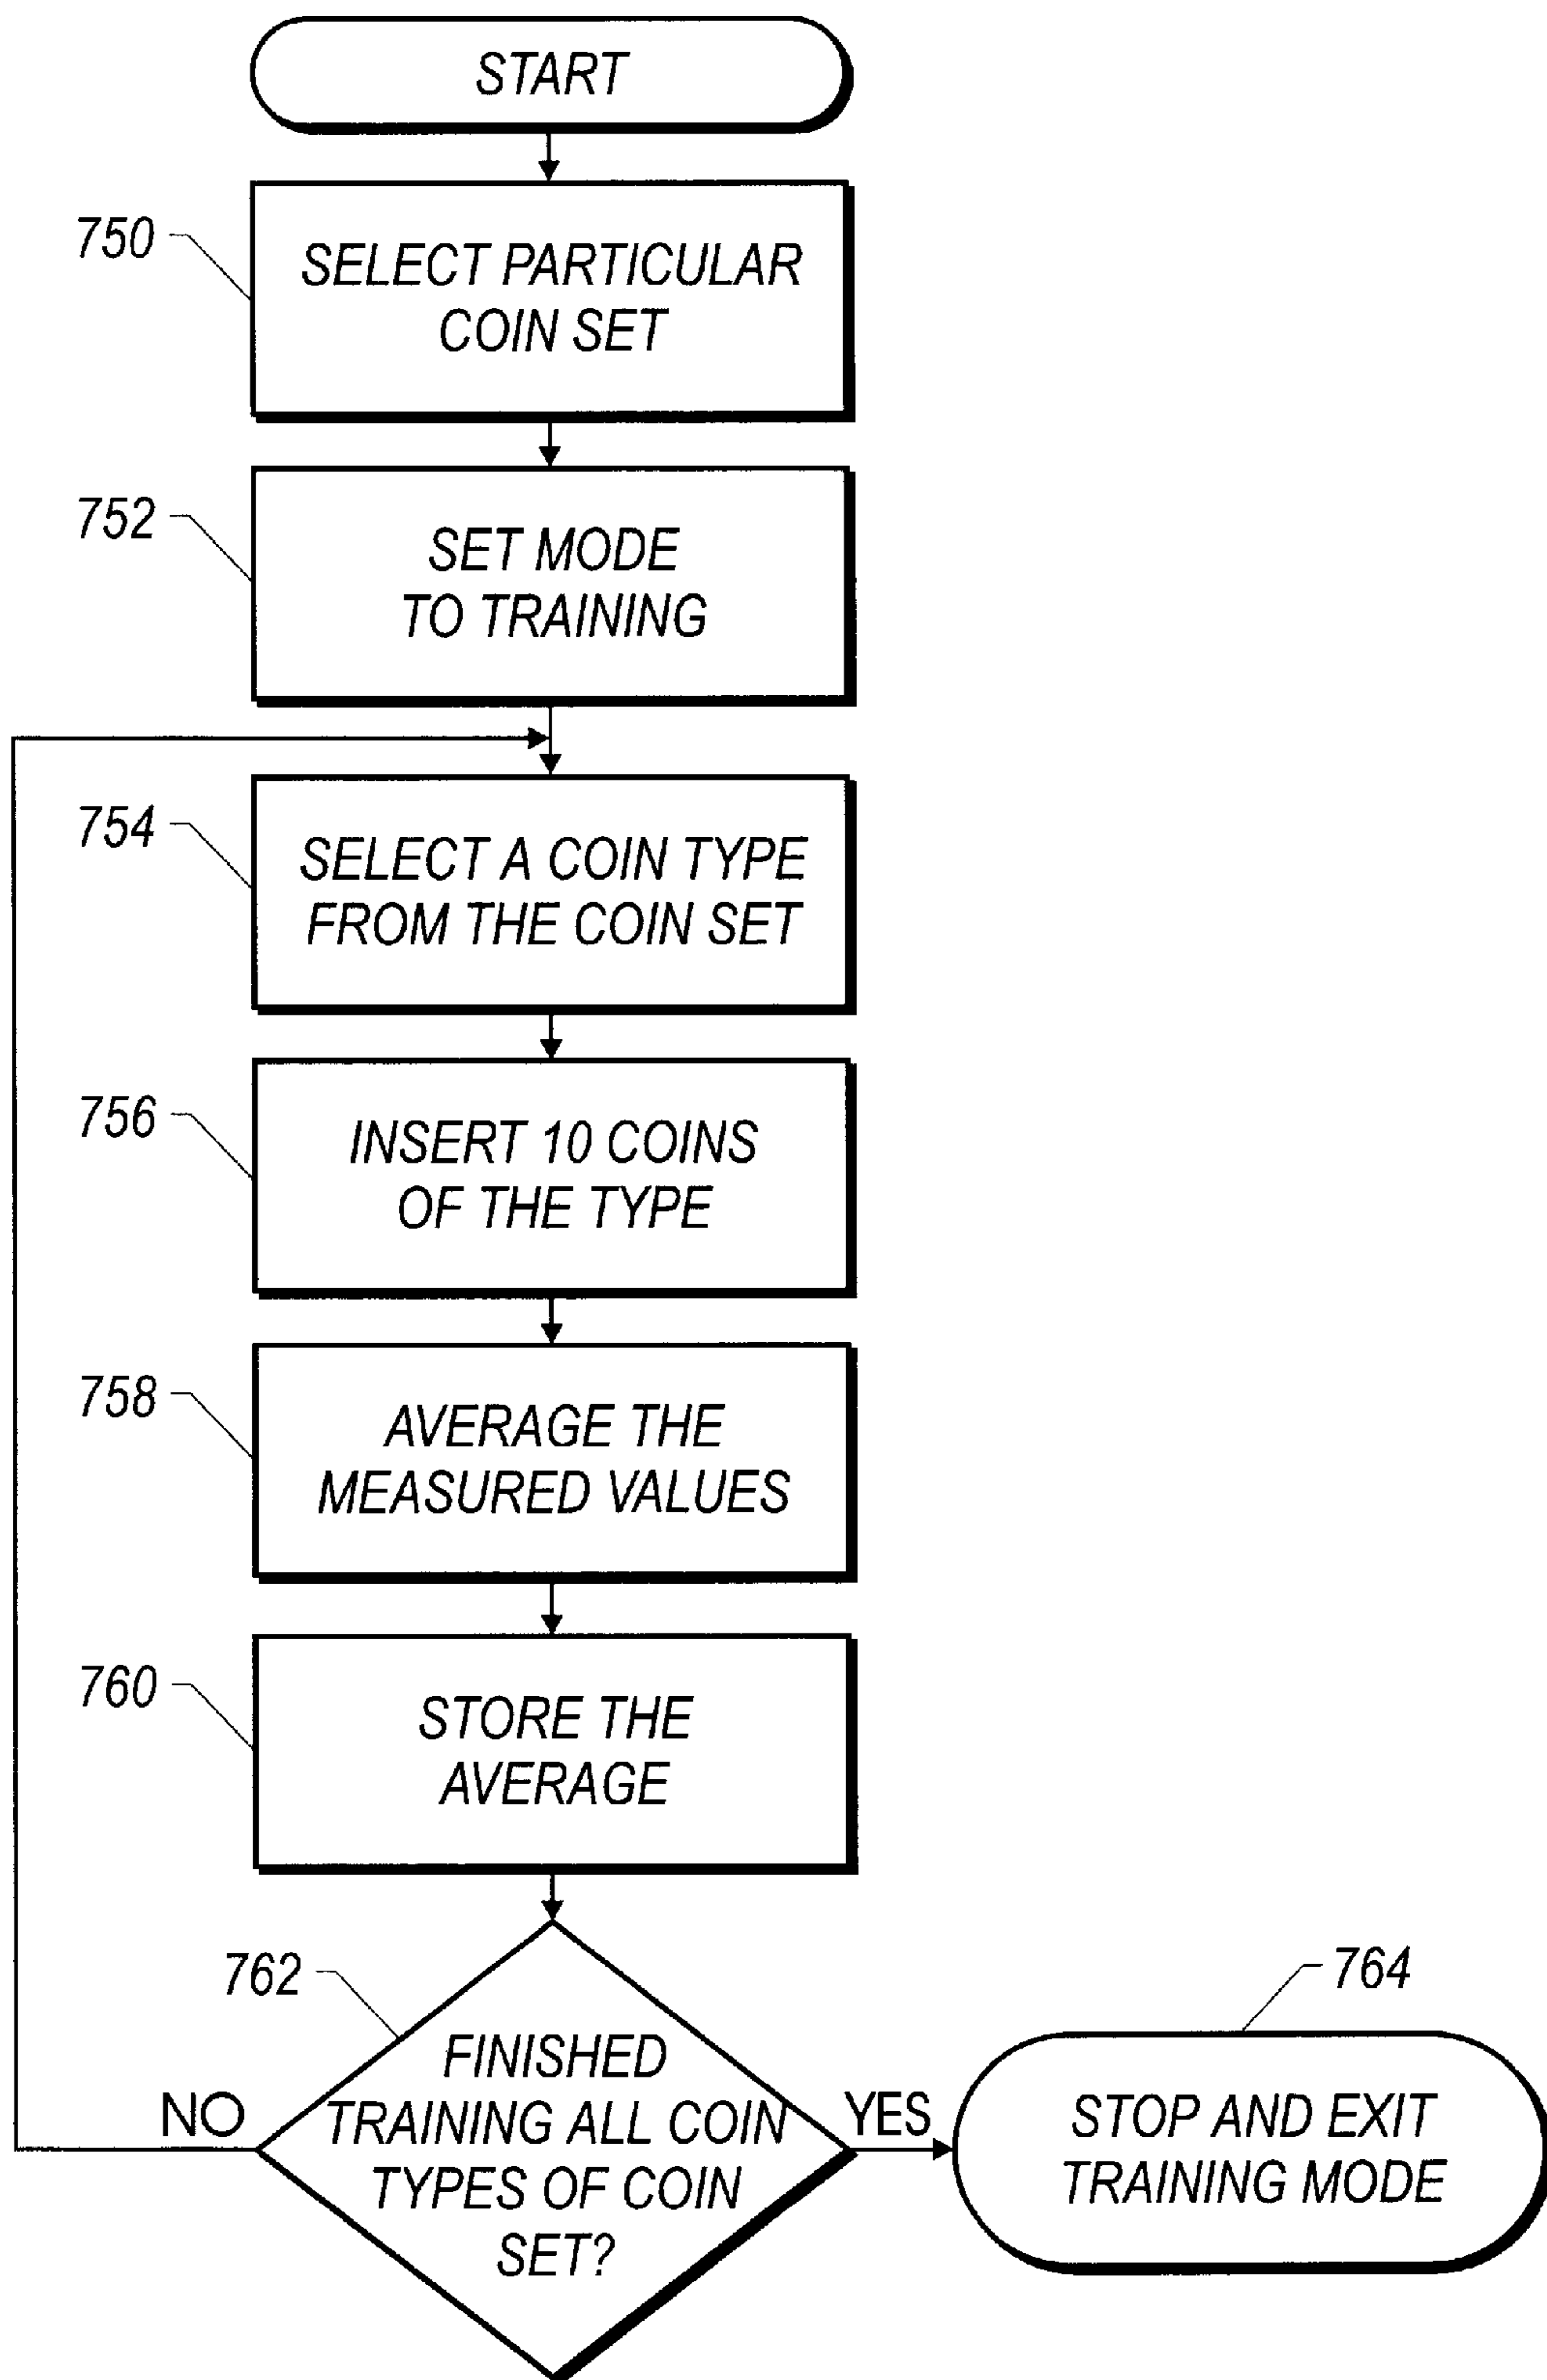 START
750
SELECT PARTICULAR
COIN SET
752
SET MODE
TO TRAINING
754
SELECT A COIN TYPE
FROM THE COIN SET
756
INSERT 10 COINS
OF THE TYPE
758
AVERAGE THE
MEASURED VALUES
760
STORE THE
AVERAGE
762
FINISHED
TRAINING ALL COIN
TYPES OF COIN
SET?
NO
YES
764
STOP AND EXIT
TRAINING MODE